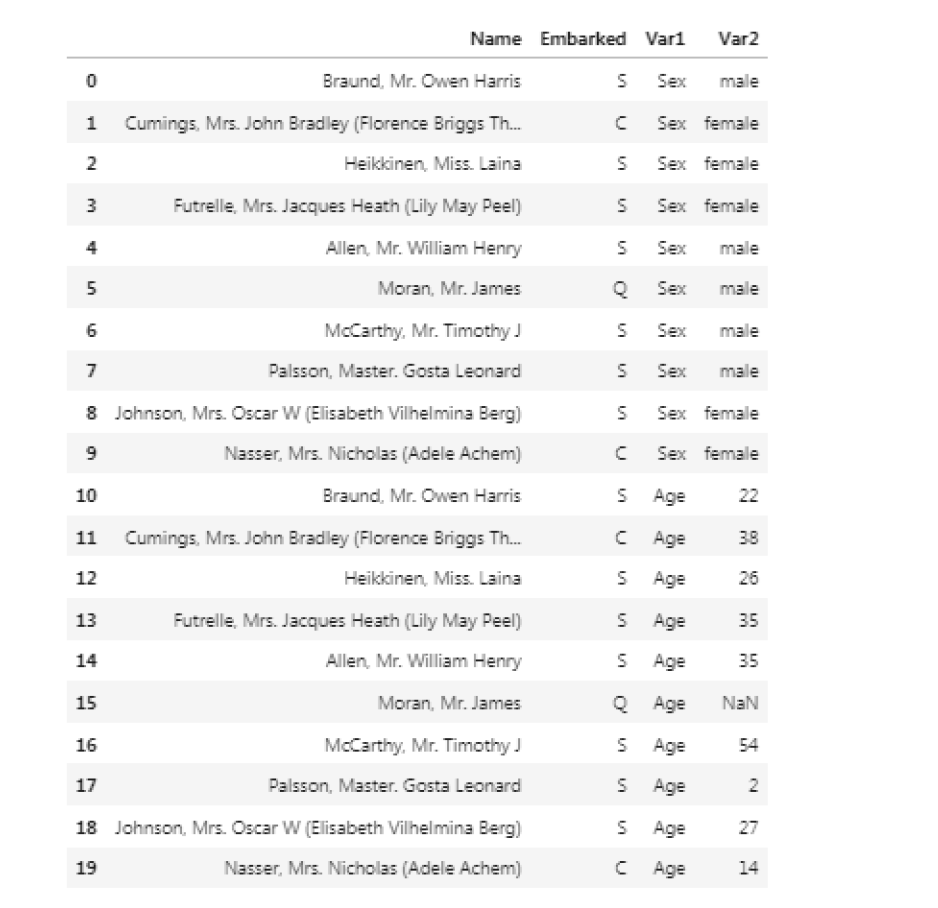 Name Embarked Var1 Var2
0 Braund, Mr. Owen Harris S Sex male
1 Cumings, Mrs. John Bradley (Florence Briggs Th... C Sex female
2 Heikkinen, Miss. Laina S Sex female
3 Futrelle, Mrs. Jacques Heath (Lily May Peel) S Sex female
4 Allen, Mr. William Henry S Sex male
5 Moran, Mr. James Q Sex male
6 McCarthy, Mr. Timothy J S Sex male
7 Palsson, Master. Gosta Leonard S Sex male
8 Johnson, Mrs. Oscar W (Elisabeth Vilhelmina Berg) S Sex female
9 Nasser, Mrs. Nicholas (Adele Achem) C Sex female
10 Braund, Mr. Owen Harris S Age 22
11 Cumings, Mrs. John Bradley (Florence Briggs Th... C Age 38
12 Heikkinen, Miss. Laina S Age 26
13 Futrelle, Mrs. Jacques Heath (Lily May Peel) S Age 35
14 Allen, Mr. William Henry S Age 35
15 Moran, Mr. James Q Age NaN
16 McCarthy, Mr. Timothy J S Age 54
17 Palsson, Master. Gosta Leonard S Age 2
18 Johnson, Mrs. Oscar W (Elisabeth Vilhelmina Berg) S Age 27
19 Nasser, Mrs. Nicholas (Adele Achem) C Age 14